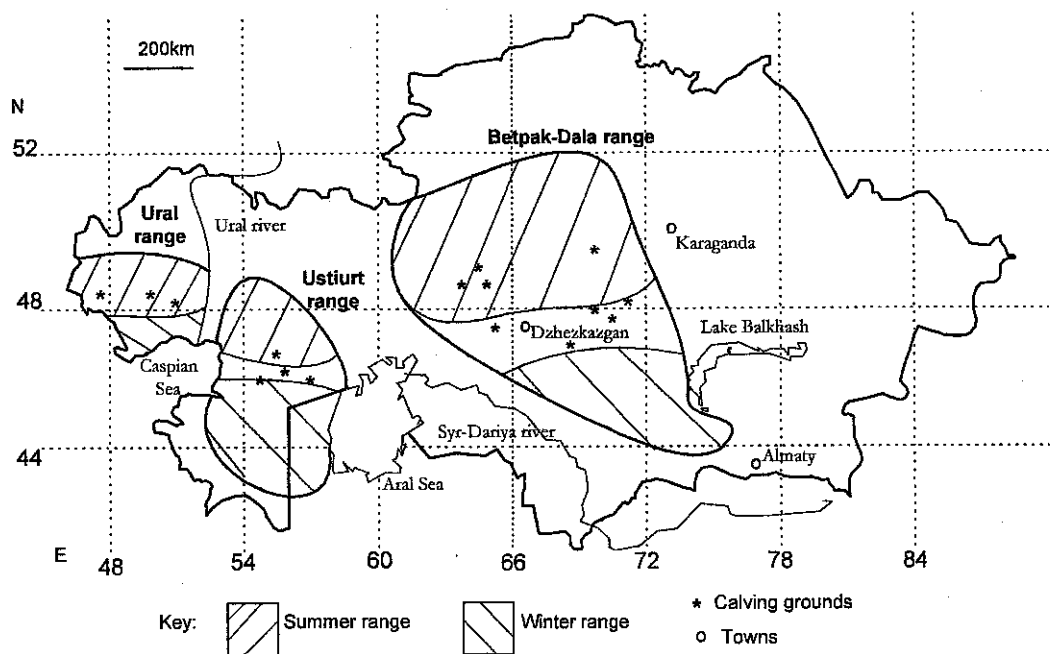 200km
N
52
Betpak-Dala range
Ural
range
Ural river
Karaganda
Ustiurt
range
48
Dzhezkazgan
Lake Balkhash
Caspian
Sea
Syr-Dariya river
44
Almaty
Aral Sea
E
48
54
60
66
72
78
84
Key:
Summer range
Winter range
* Calving grounds
o Towns